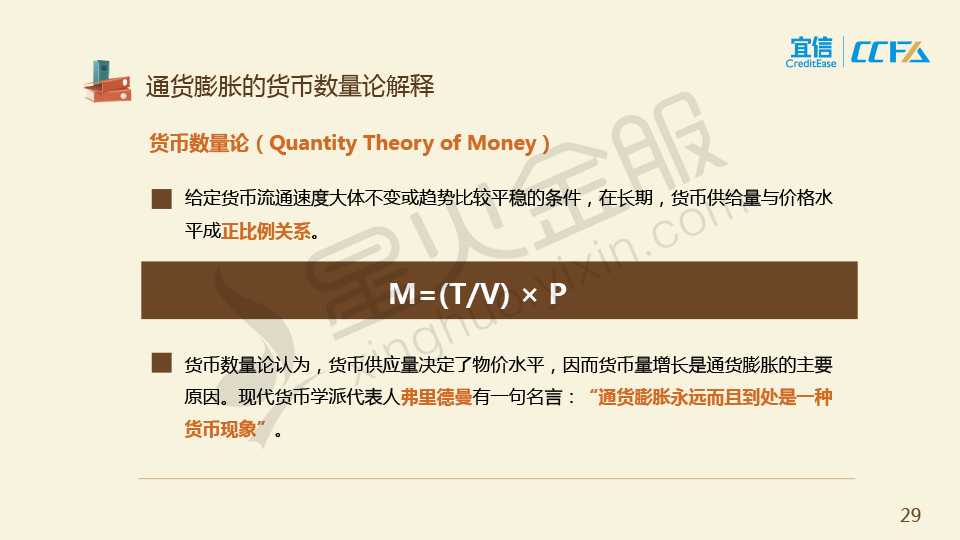 宜信
CreditEase
CCFA
通货膨胀的货币数量论解释
货币数量论（Quantity Theory of Money）
给定货币流通速度大体不变或趋势比较平稳的条件，在长期，货币供给量与价格水
平成正比例关系。
M=(T/V) × P
货币数量论认为，货币供应量决定了物价水平，因而货币量增长是通货膨胀的主要
原因。现代货币学派代表人弗里德曼有一句名言：“通货膨胀永远而且到处是一种
货币现象”。
星火金服
xinghuoyixin.com
29